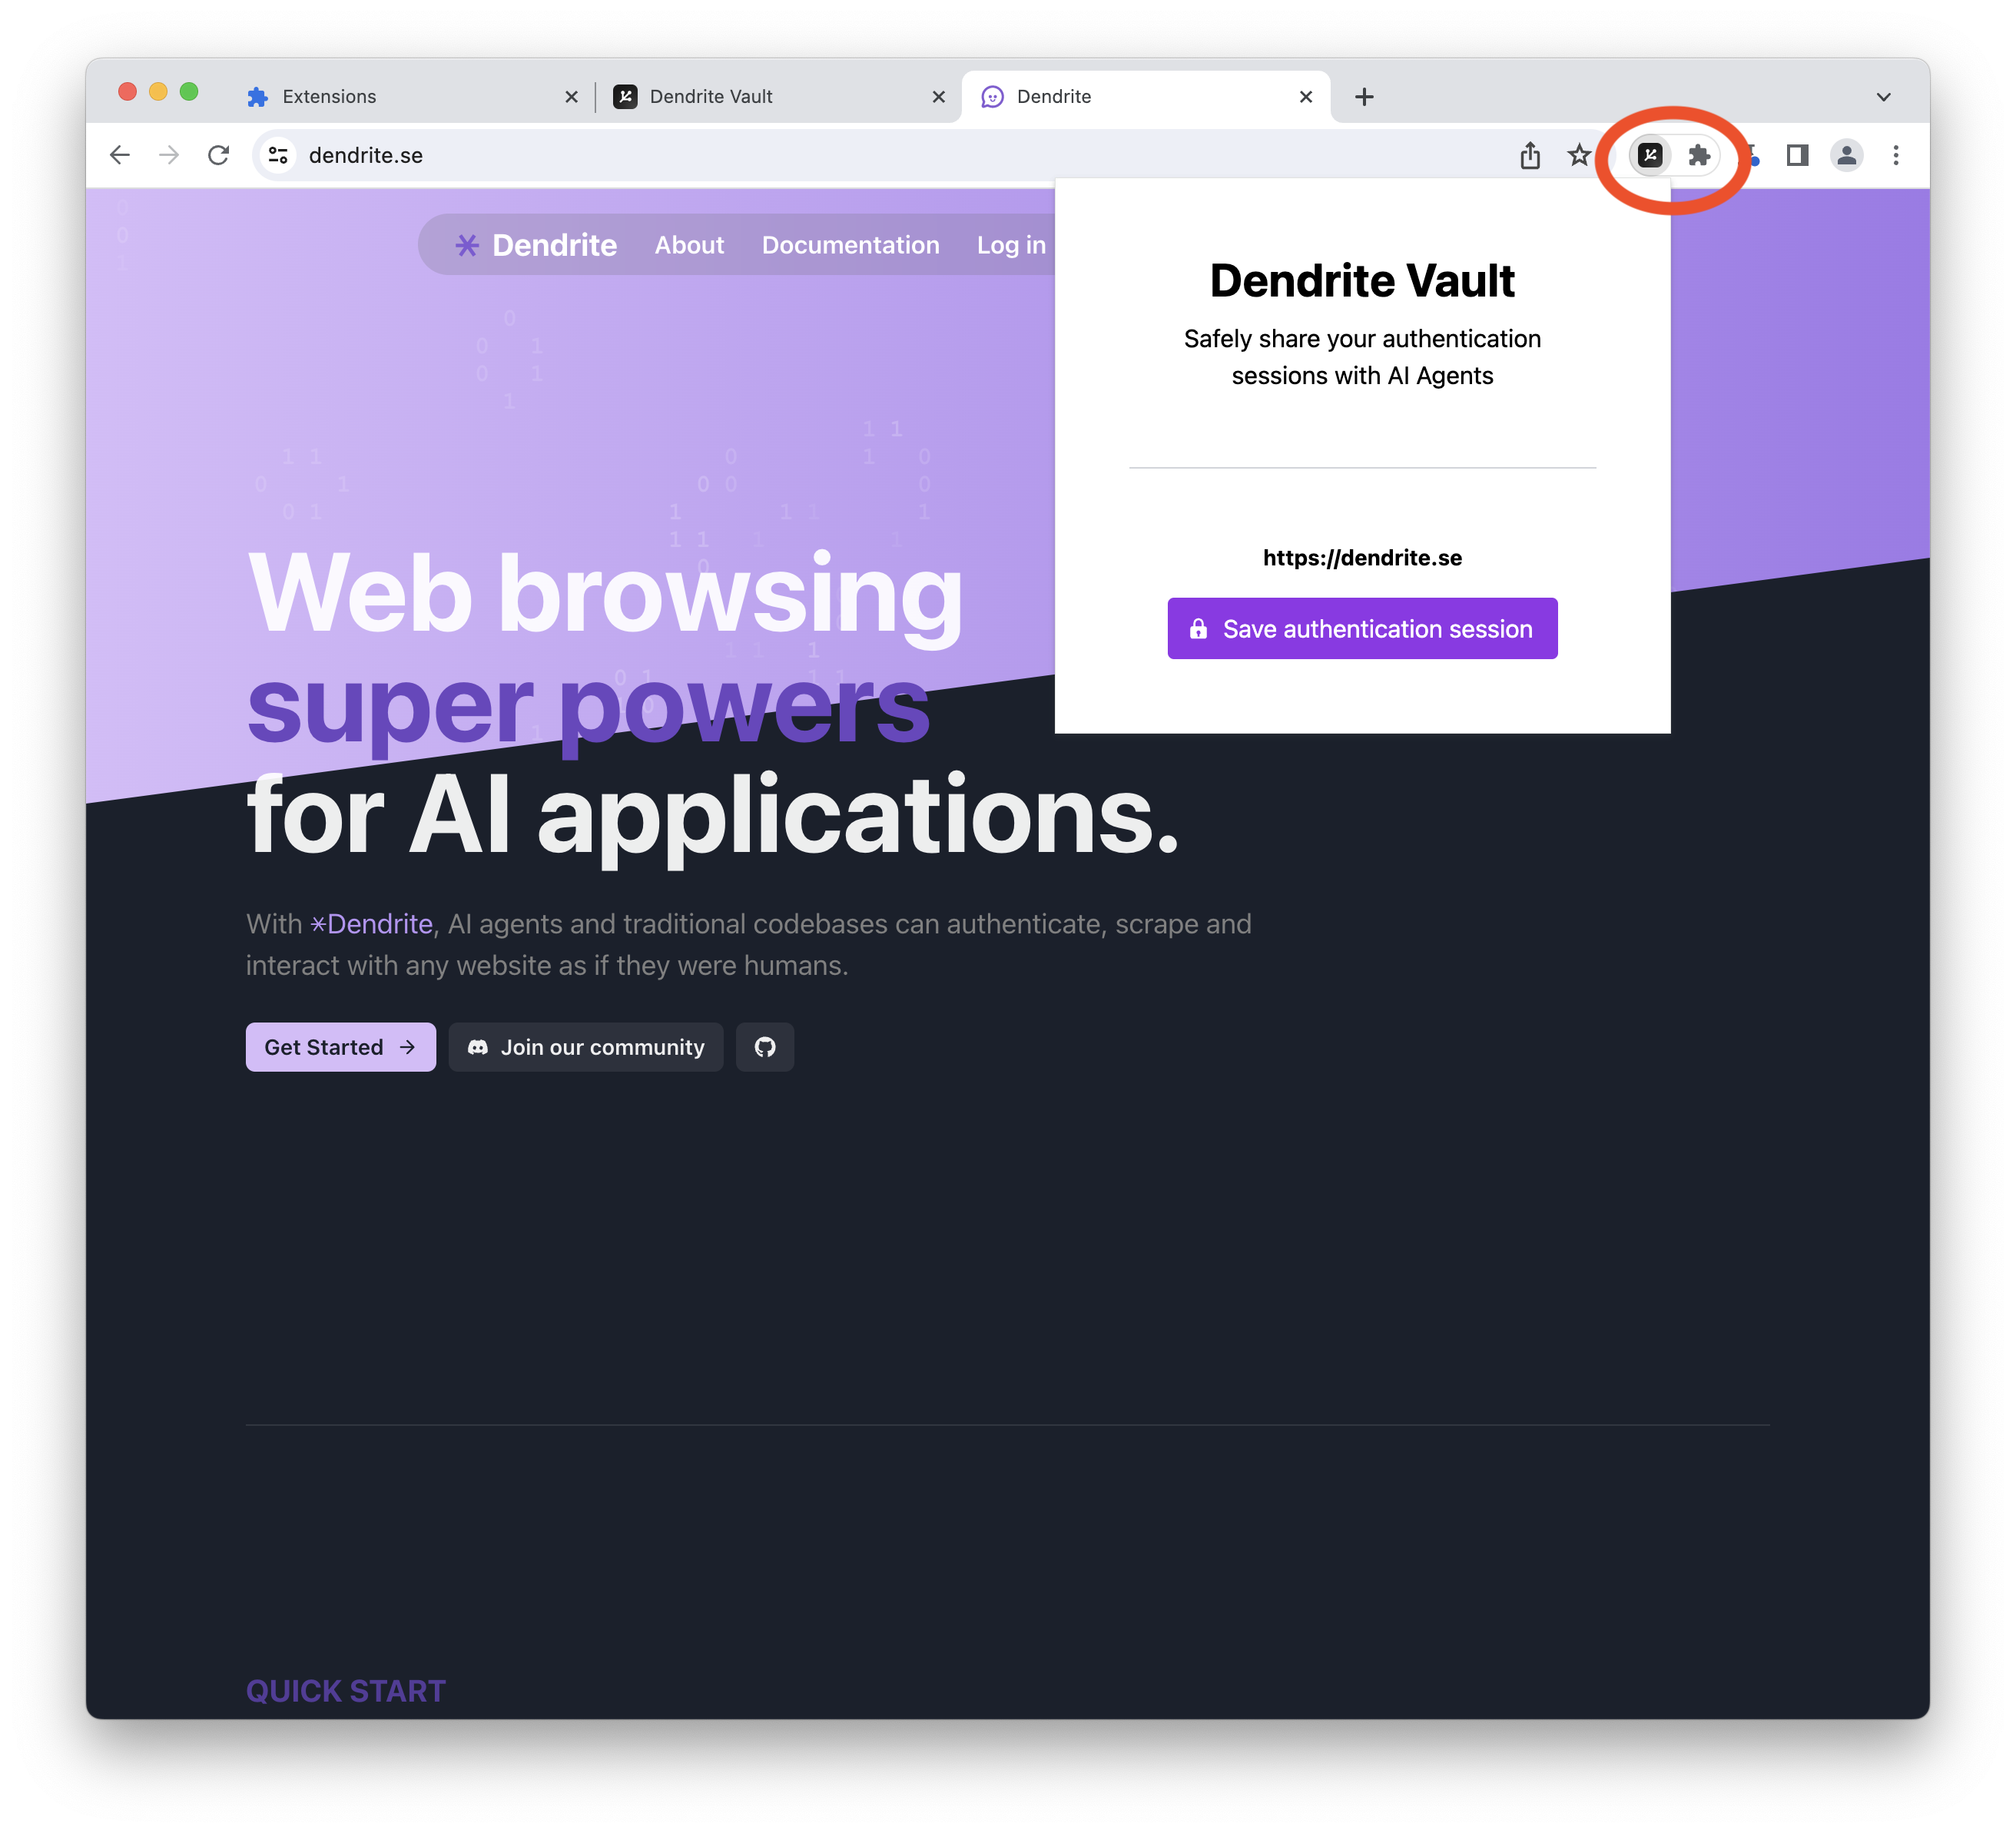 Extensions
Dendrite Vault
Dendrite
dendrite.se
Dendrite
About
Documentation
Log in
Dendrite Vault
Safely share your authentication
sessions with AI Agents
https://dendrite.se
Save authentication session
Web browsing
super powers
for AI applications.
With Dendrite, AI agents and traditional codebases can authenticate, scrape and
interact with any website as if they were humans.
Get Started →
Join our community
QUICK START